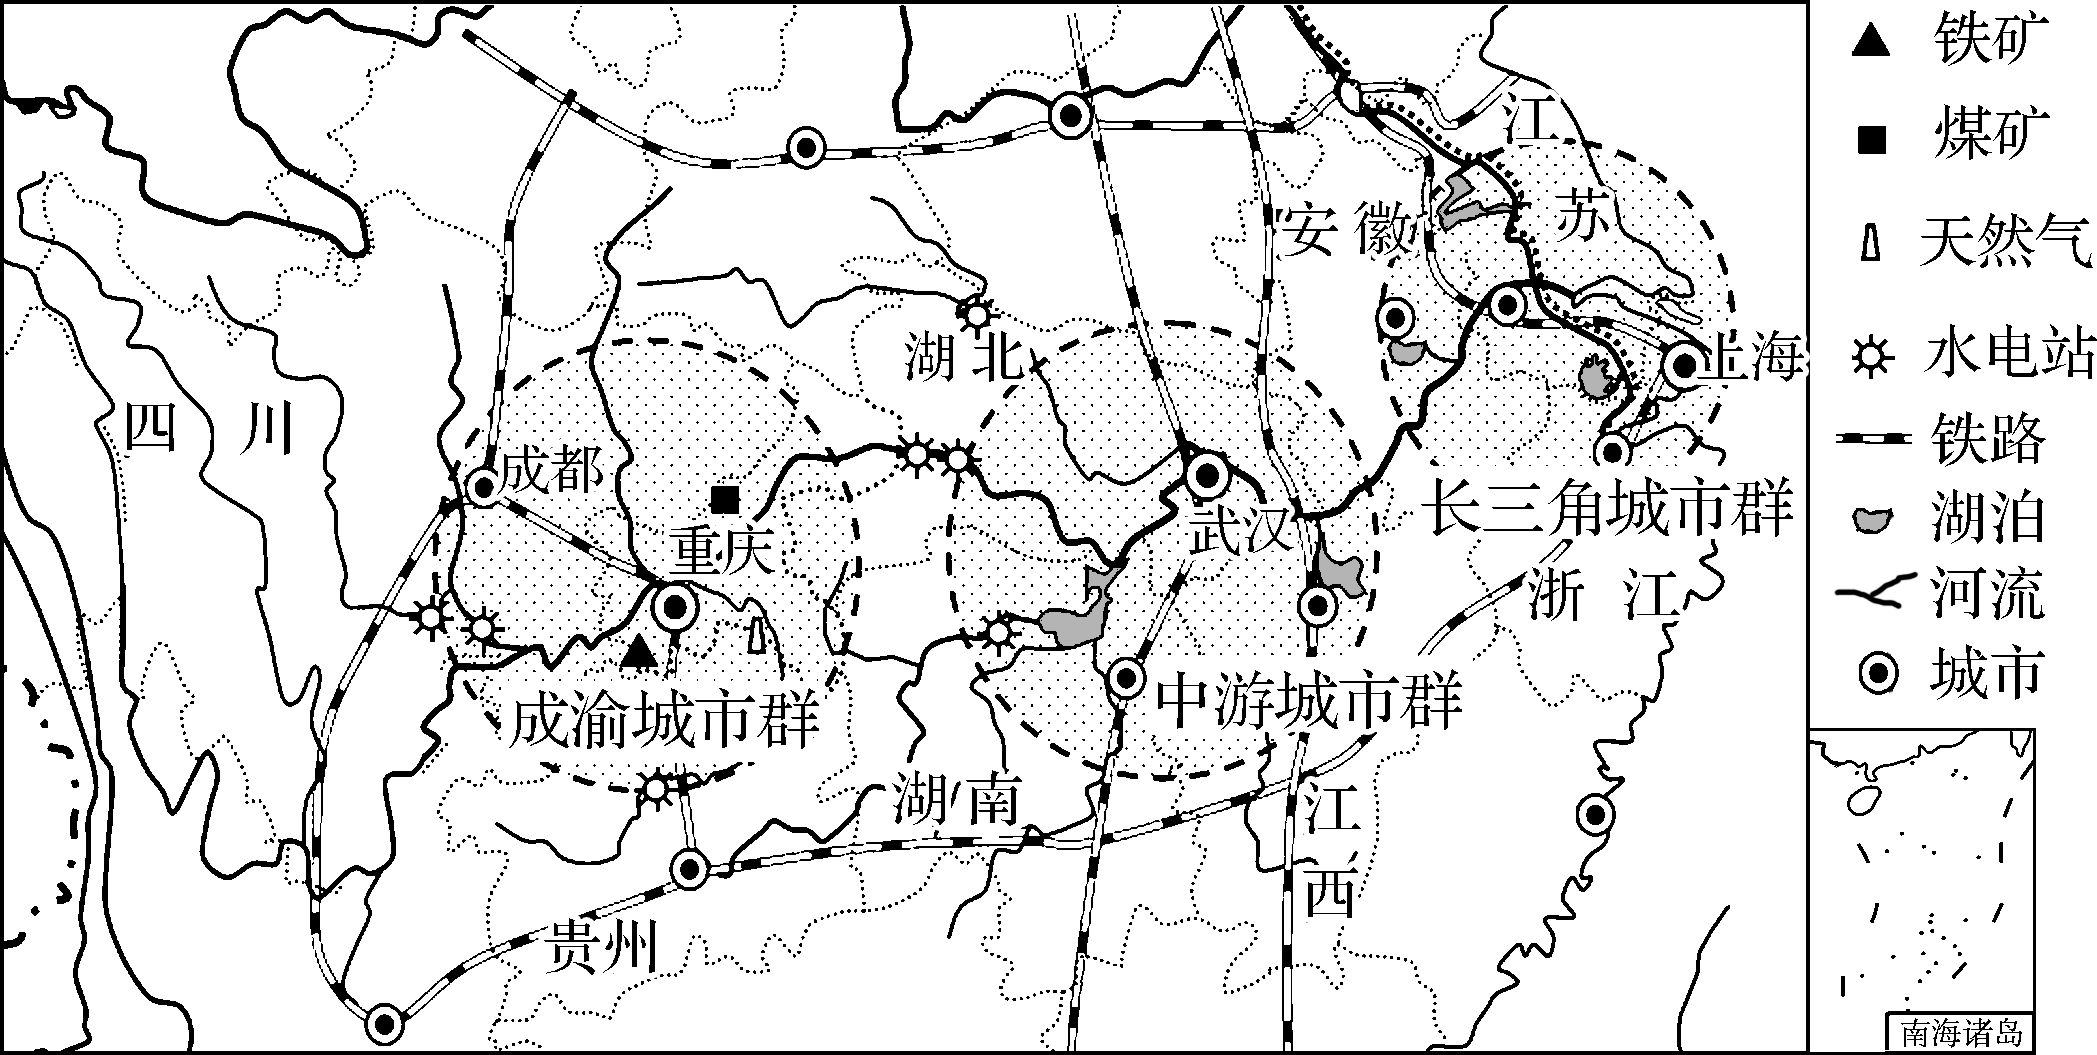 江
苏
安徽
湖北
上海
四川
成都
重庆
武汉
长三角城市群
浙江
成渝城市群
中游城市群
湖南
江
西
贵州
铁矿
煤矿
天然气
水电站
铁路
湖泊
河流
城市
南海诸岛